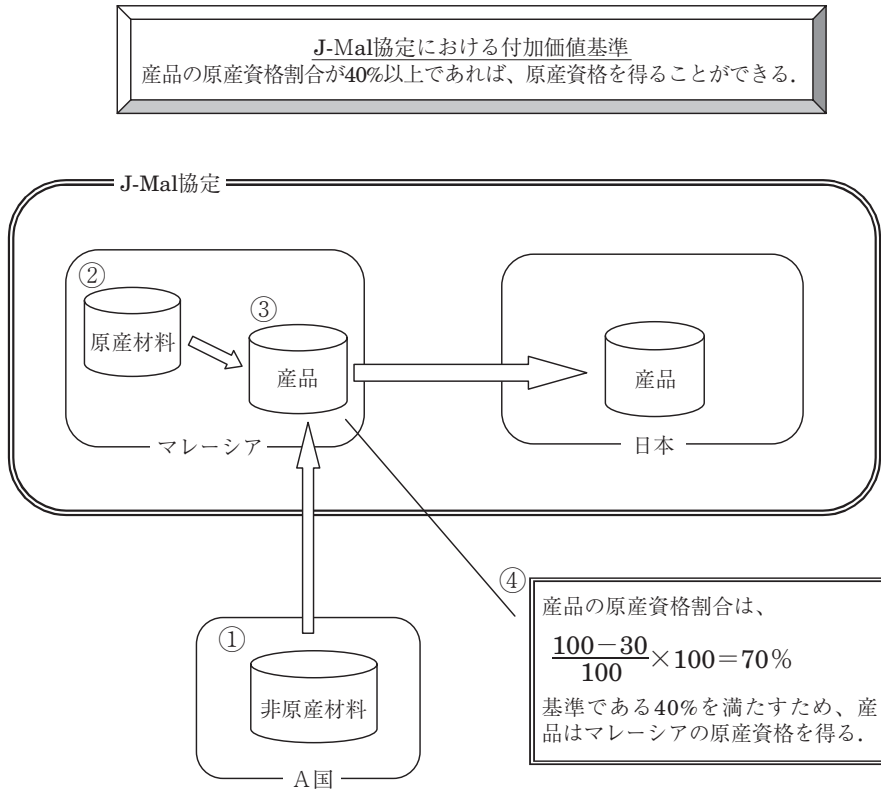 J-Mal協定における付加価値基準
産品の原産資格割合が40%以上であれば、原産資格を得ることができる．
J-Mal協定
②
原産材料
③
産品
産品
マレーシア
日本
①
非原産材料
A国
④
産品の原産資格割合は、
100－30
100
×100＝70%
基準である40%を満たすため、産
品はマレーシアの原産資格を得る．